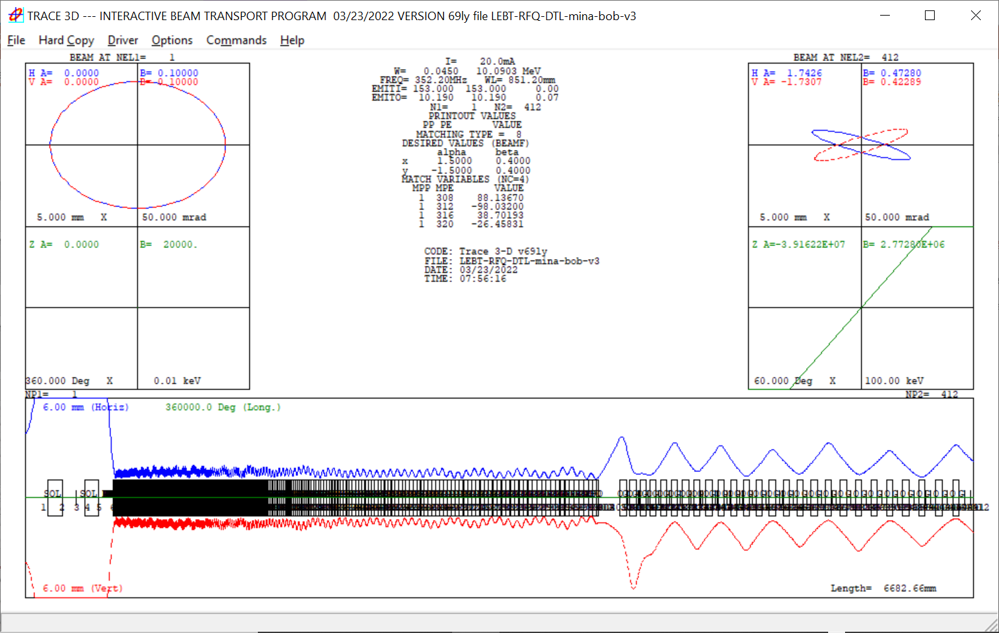 TRACE 3D --- INTERACTIVE BEAM TRANSPORT PROGRAM 03/23/2022 VERSION 69ly file LEBT-RFQ-DTL-mina-bob-v3
File Hard Copy Driver Options Commands Help
BEAM AT NEL1= 1
H A= 0.0000 B= 0.10000
V A= 0.0000 B= 0.10000
5.000 mm X 50.000 mrad
Z A= 0.0000 B= 20000.
360.000 Deg X 0.01 keV
NP1= 1
I= 20.0mA
W= 0.0450 10.0903 MeV
FREQ= 352.20MHz WL= 851.20mm
EMITI= 153.000 153.000 0.00
EMITO= 10.190 10.190 0.07
N1= 1 N2= 412
PRINTOUT VALUES
PP PE VALUE
MATCHING TYPE = 8
DESIRED VALUES (BEAMF)
alpha beta
x 1.5000 0.4000
y -1.5000 0.4000
MATCH VARIABLES (NC=4)
MPP MPE VALUE
1 308 88.13670
1 312 -98.03200
1 316 38.70193
1 320 -26.45831
CODE: Trace 3-D v69ly
FILE: LEBT-RFQ-DTL-mina-bob-v3
DATE: 03/23/2022
TIME: 07:56:16
BEAM AT NEL2= 412
H A= 1.7426 B= 0.47280
V A= -1.7307 B= 0.42289
5.000 mm X 50.000 mrad
Z A=-3.91622E+07 B= 2.77280E+06
60.000 Deg X 100.00 keV
NP2= 412
6.00 mm (Horiz) 360000.0 Deg (Long.)
SOL SOL
1 2 3 4 5
6.00 mm (Vert)
Length= 6682.66mm